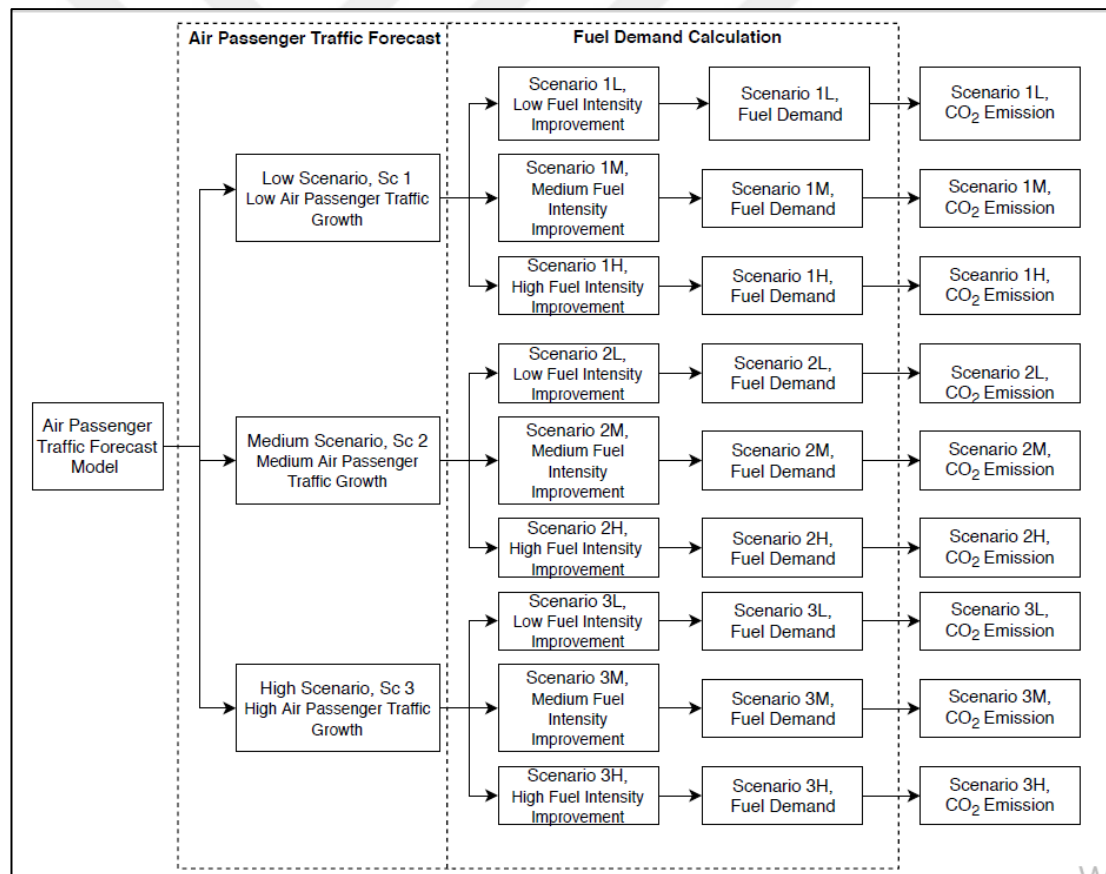 Air Passenger Traffic Forecast
Fuel Demand Calculation
Air Passenger
Traffic Forecast
Model
Low Scenario, Sc 1
Low Air Passenger Traffic
Growth
Scenario 1L,
Low Fuel Intensity
Improvement
Scenario 1L,
Fuel Demand
Scenario 1L,
CO₂ Emission
Scenario 1M,
Medium Fuel
Intensity
Improvement
Scenario 1M,
Fuel Demand
Scenario 1M,
CO₂ Emission
Scenario 1H,
High Fuel Intensity
Improvement
Scenario 1H,
Fuel Demand
Sceanrio 1H,
CO₂ Emission
Medium Scenario, Sc 2
Medium Air Passenger
Traffic Growth
Scenario 2L,
Low Fuel Intensity
Improvement
Scenario 2L,
Fuel Demand
Scenario 2L,
CO₂ Emission
Scenario 2M,
Medium Fuel
Intensity
Improvement
Scenario 2M,
Fuel Demand
Scenario 2M,
CO₂ Emission
Scenario 2H,
High Fuel Intensity
Improvement
Scenario 2H,
Fuel Demand
Scenario 2H,
CO₂ Emission
High Scenario, Sc 3
High Air Passenger Traffic
Growth
Scenario 3L,
Low Fuel Intensity
Improvement
Scenario 3L,
Fuel Demand
Scenario 3L,
CO₂ Emission
Scenario 3M,
Medium Fuel
Intensity
Improvement
Scenario 3M,
Fuel Demand
Scenario 3M,
CO₂ Emission
Scenario 3H,
High Fuel Intensity
Improvement
Scenario 3H,
Fuel Demand
Scenario 3H,
CO₂ Emission